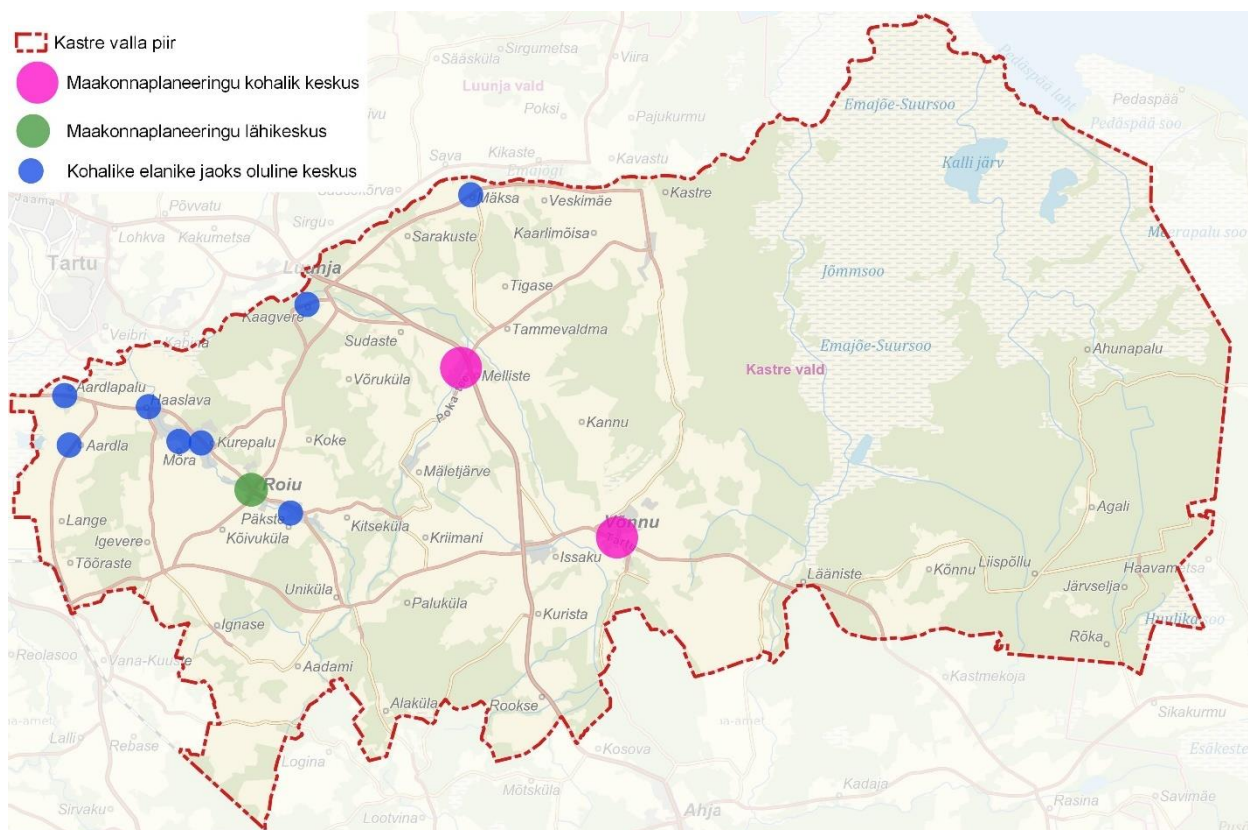 Kastre valla piir
Maakonnaplaneeringu kohalik keskus
Maakonnaplaneeringu lähikeskus
Kohalike elanike jaoks oluline keskus
Sirgumetsa
Sääsküla
Viira
Luunja vald
Poksi
Pajukurmu
Pedaspää laht
Pedaspää
Pedaspää soo
Emajõe-Suursoo
Kikaste
Sava
Kavastu
Emajõgi
Kalli järv
Põvvatu
Sirgu
Mäksa
Veskimäe
Kastre
Lohkva
Kakumetsa
Sarakuste
Kaarlimõisa
Meerapalu soo
Tartu
Luunja
Jõmmsoo
Tigase
Kaagvere
Veibri
Kabina
Sudaste
Tammevaldma
Emajõe-Suursoo
Ahunapalu
Kastre vald
Võruküla
Melliste
Aardlapalu
Haaslava
Kannu
Aardla
Mõra
Kurepalu
Koke
Mäletjärve
Roiu
Agali
Lange
Päkste
Kitseküla
Võnnu
Igevere
Kõivuküla
Kriimani
Issaku
Tõõraste
Lääniste
Kõnnu
Liispõllu
Haavametsa
Uniküla
Järvselja
Paluküla
Kurista
Ignase
Rõka
Reolasoo
Vana-Kuuste
Aadami
Kastmekoja
Alaküla
Rookse
Sikakurmu
Lalli
Rebase
Logina
Kosova
Mõtsküla
Kadaja
Sirvaku
Lootvina
Ahja
Rasina
Savimäe